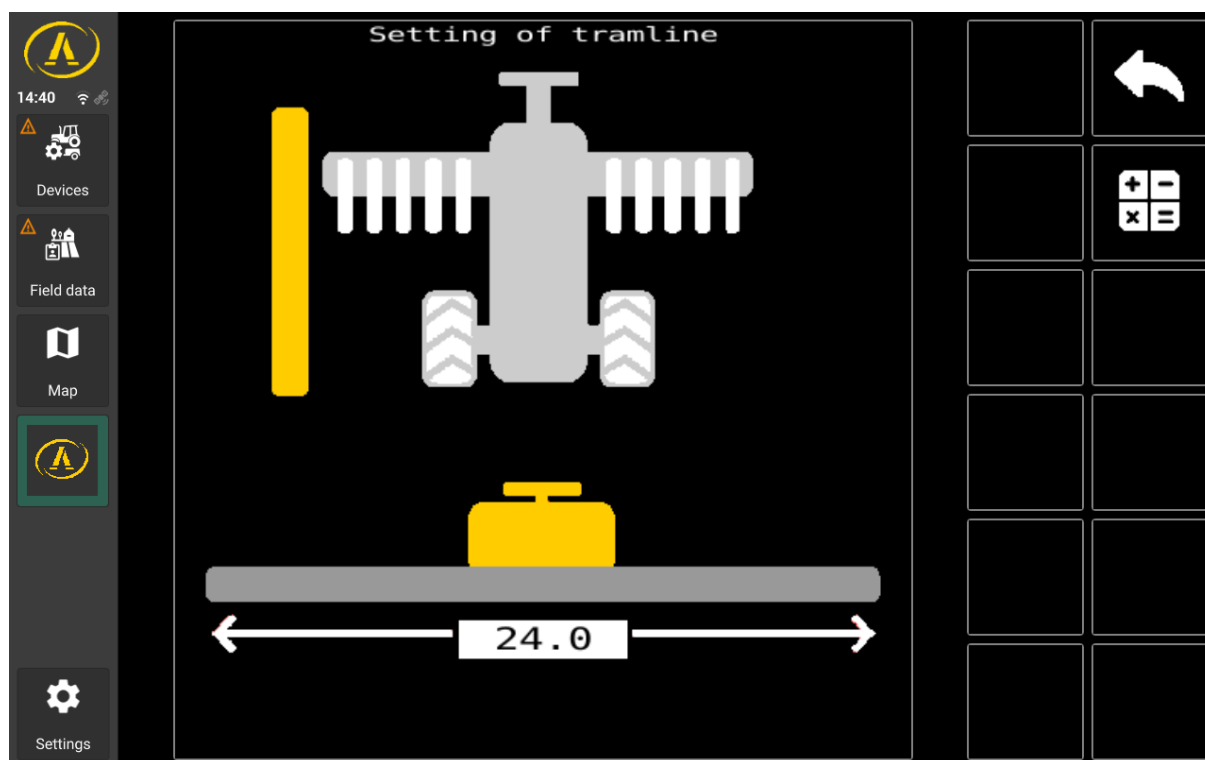 Setting of tramline
14:40
Devices
Field data
Map
24.0
Settings